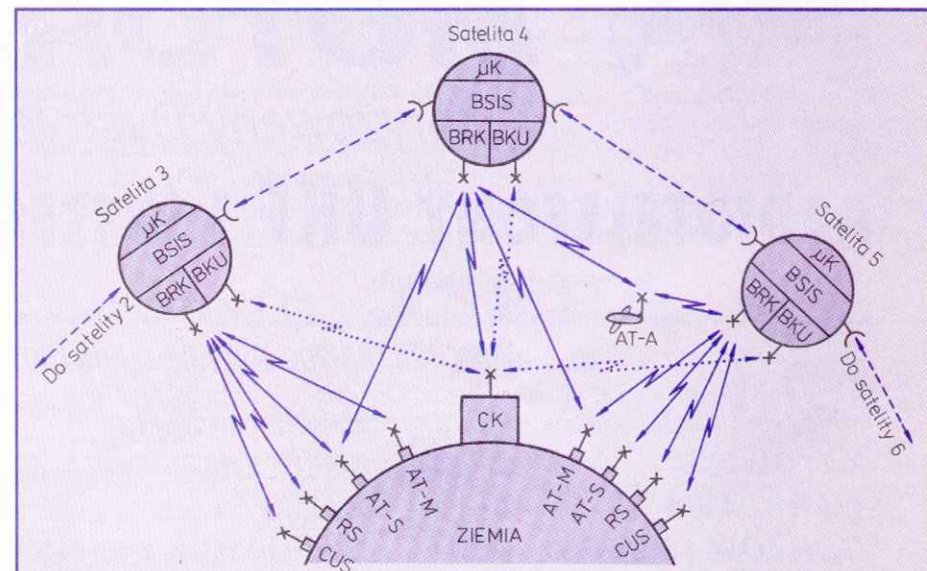 Satelita 4
µK
BSIS
BRK BKU
Satelita 3
µK
BSIS
BRK BKU
Do satelity 2
Satelita 5
µK
BSIS
BRK BKU
Do satelity 6
AT-A
CK
AT-M
AT-S
RS
CUS
AT-M
AT-S
RS
CUS
ZIEMIA